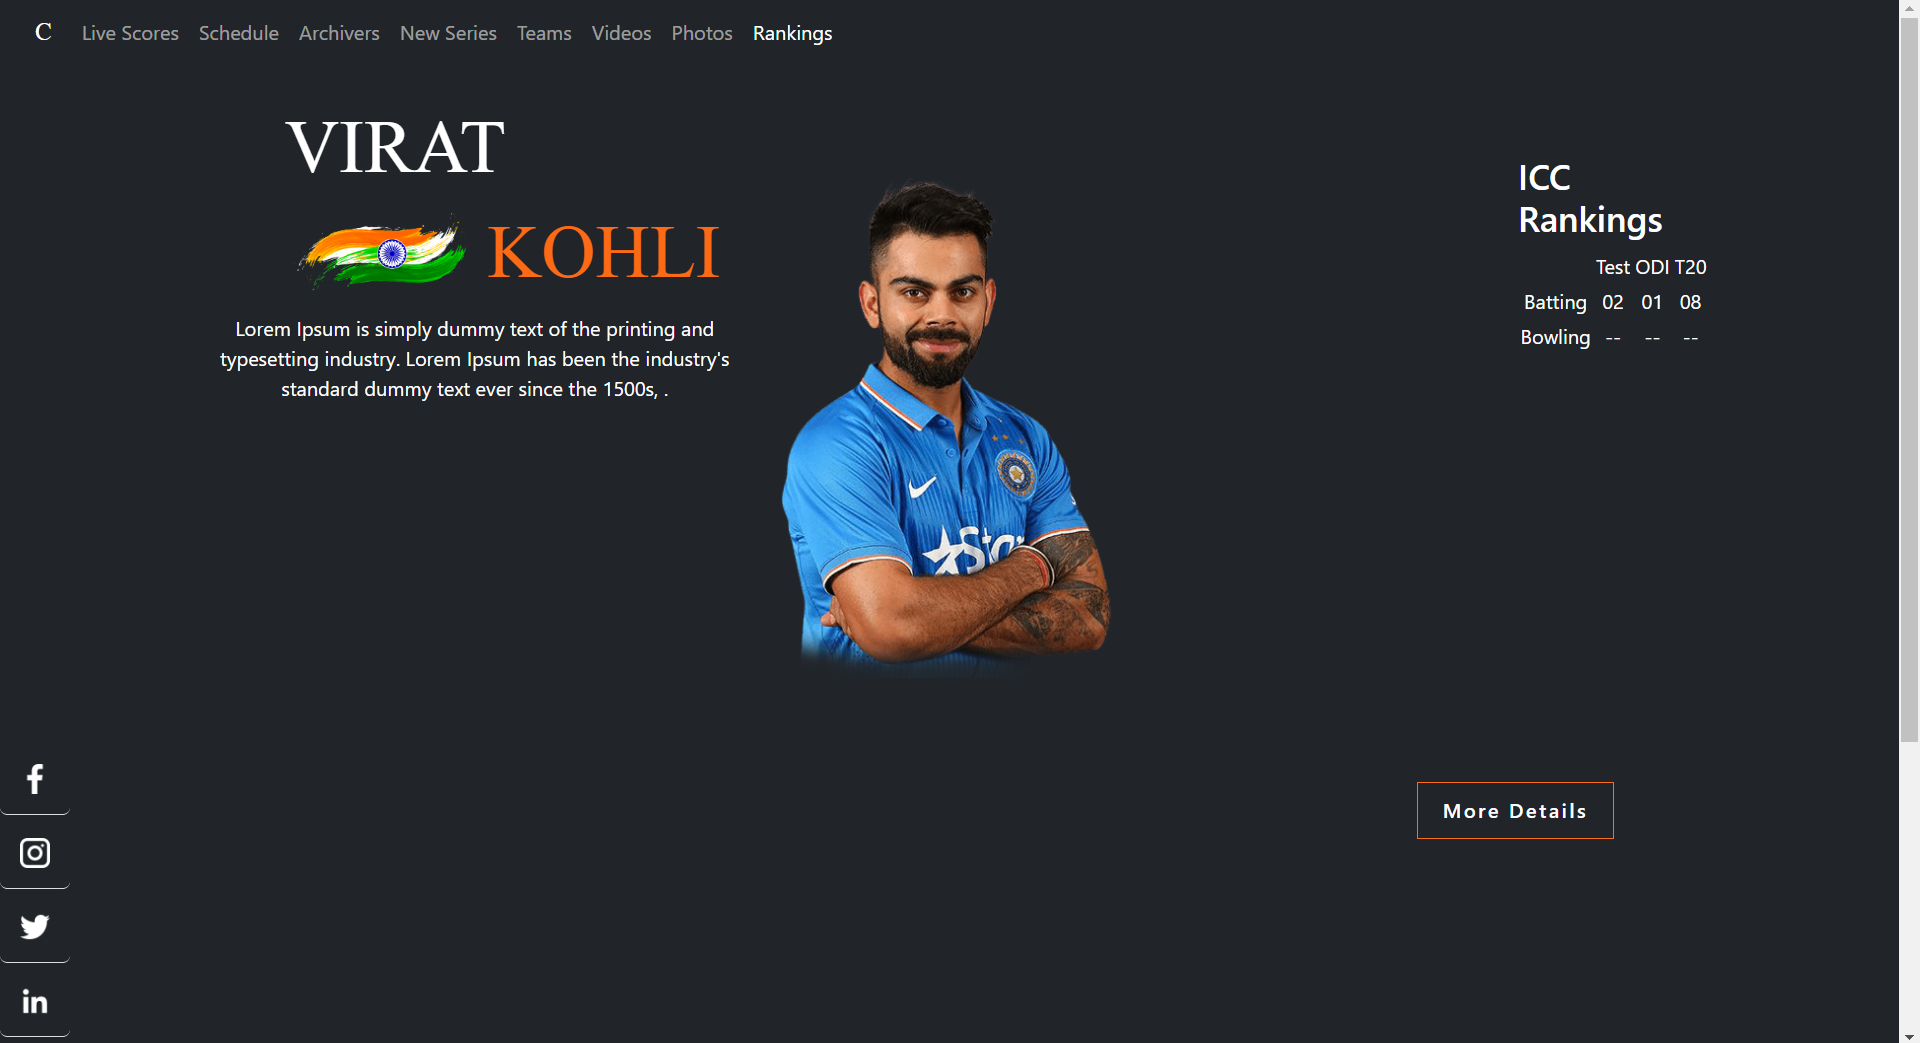 C Live Scores Schedule Archivers New Series Teams Videos Photos Rankings
VIRAT
KOHLI
Lorem Ipsum is simply dummy text of the printing and
typesetting industry. Lorem Ipsum has been the industry's
standard dummy text ever since the 1500s, .
Star
ICC
Rankings
Test ODI T20
Batting 02 01 08
Bowling -- -- --
More Details